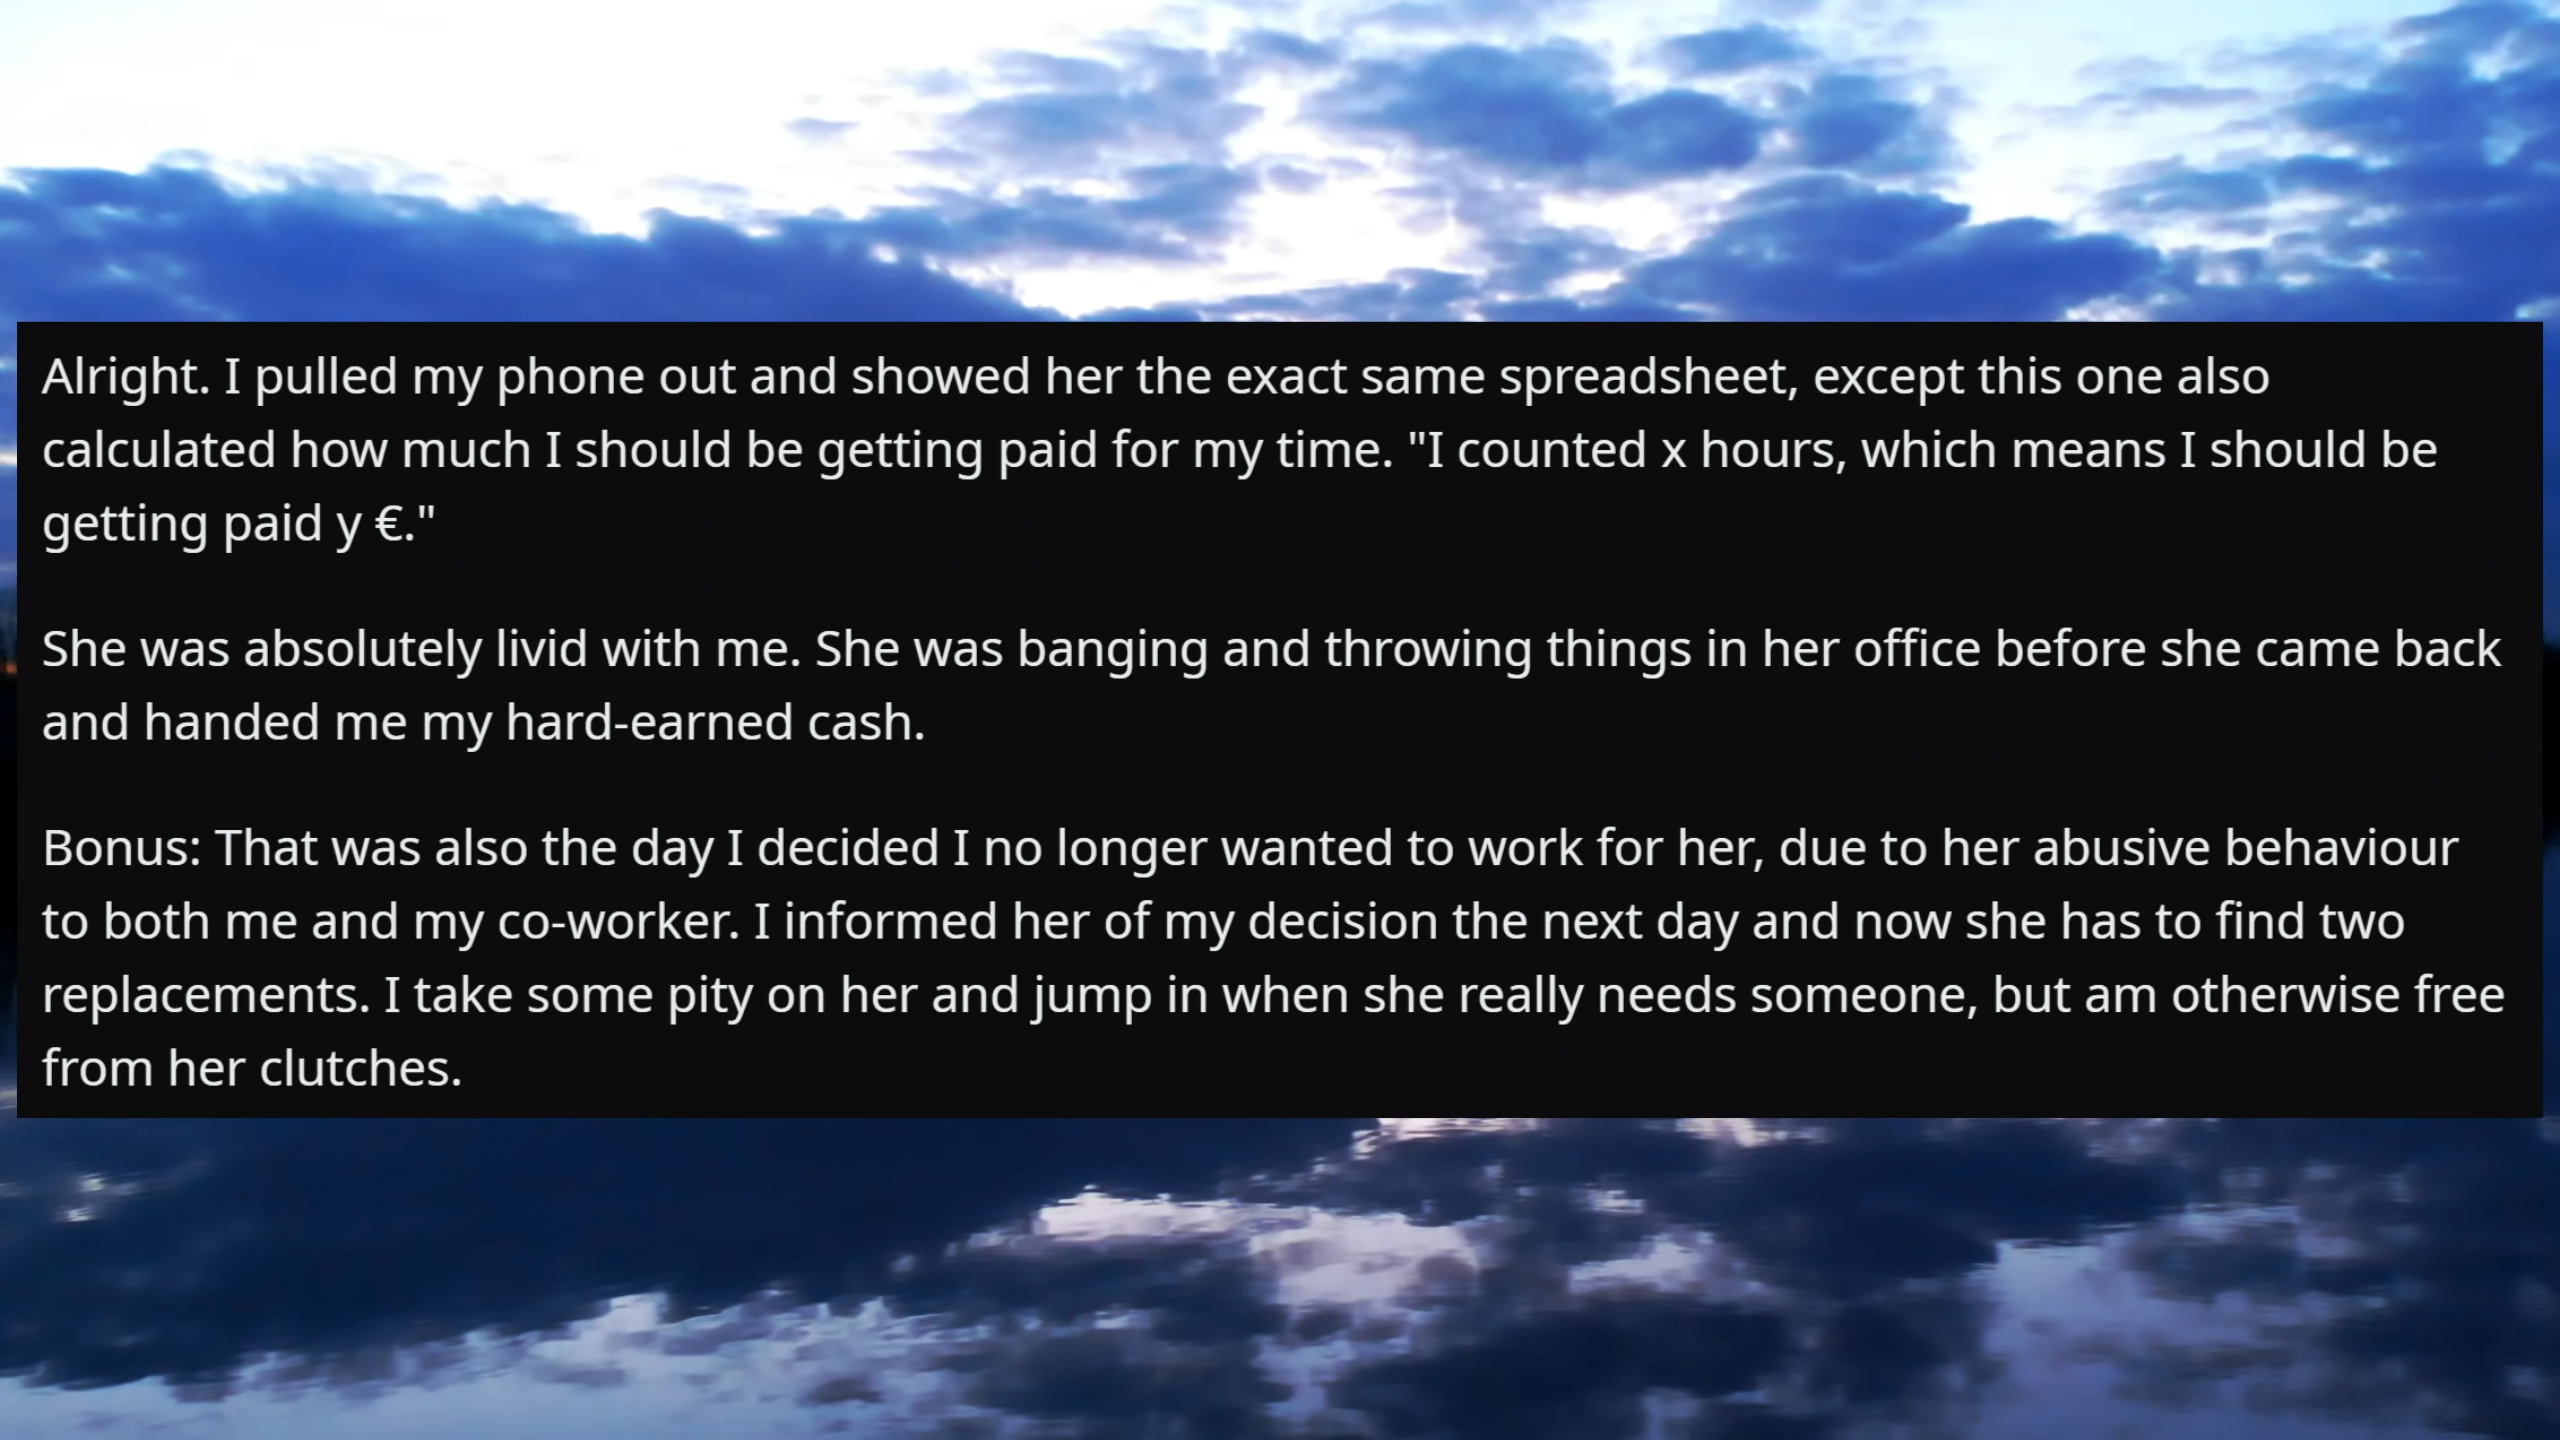 Alright. I pulled my phone out and showed her the exact same spreadsheet, except this one also
calculated how much I should be getting paid for my time. "I counted x hours, which means I should be
getting paid y €."
She was absolutely livid with me. She was banging and throwing things in her office before she came back
and handed me my hard-earned cash.
Bonus: That was also the day I decided I no longer wanted to work for her, due to her abusive behaviour
to both me and my co-worker. I informed her of my decision the next day and now she has to find two
replacements. I take some pity on her and jump in when she really needs someone, but am otherwise free
from her clutches.